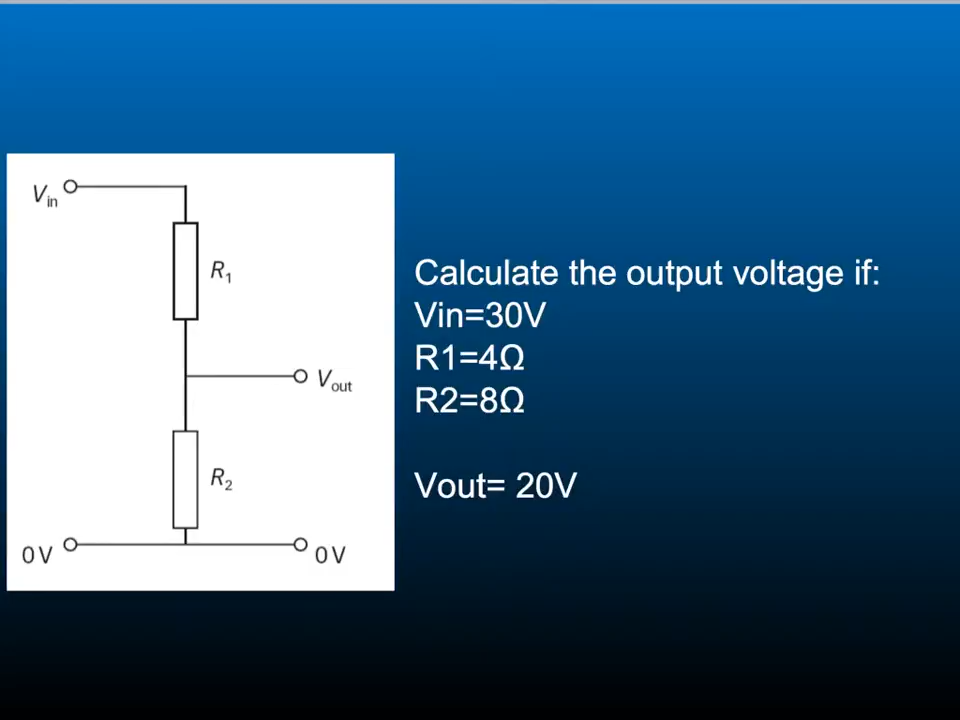 Vin
R1
Calculate the output voltage if:
Vin=30V
R1=4Ω
Vout
R2=8Ω
R2
Vout= 20V
0V
0V